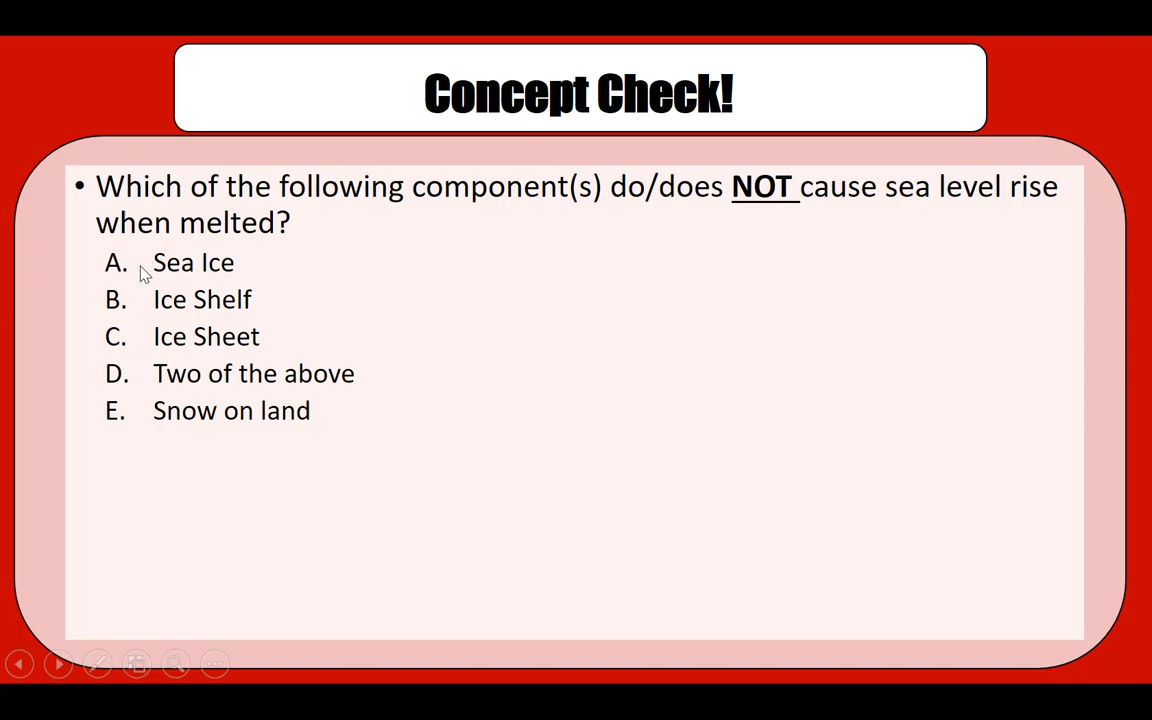 Concept Check!
• Which of the following component(s) do/does NOT cause sea level rise
when melted?
A. Sea Ice
B. Ice Shelf
C. Ice Sheet
D. Two of the above
E. Snow on land